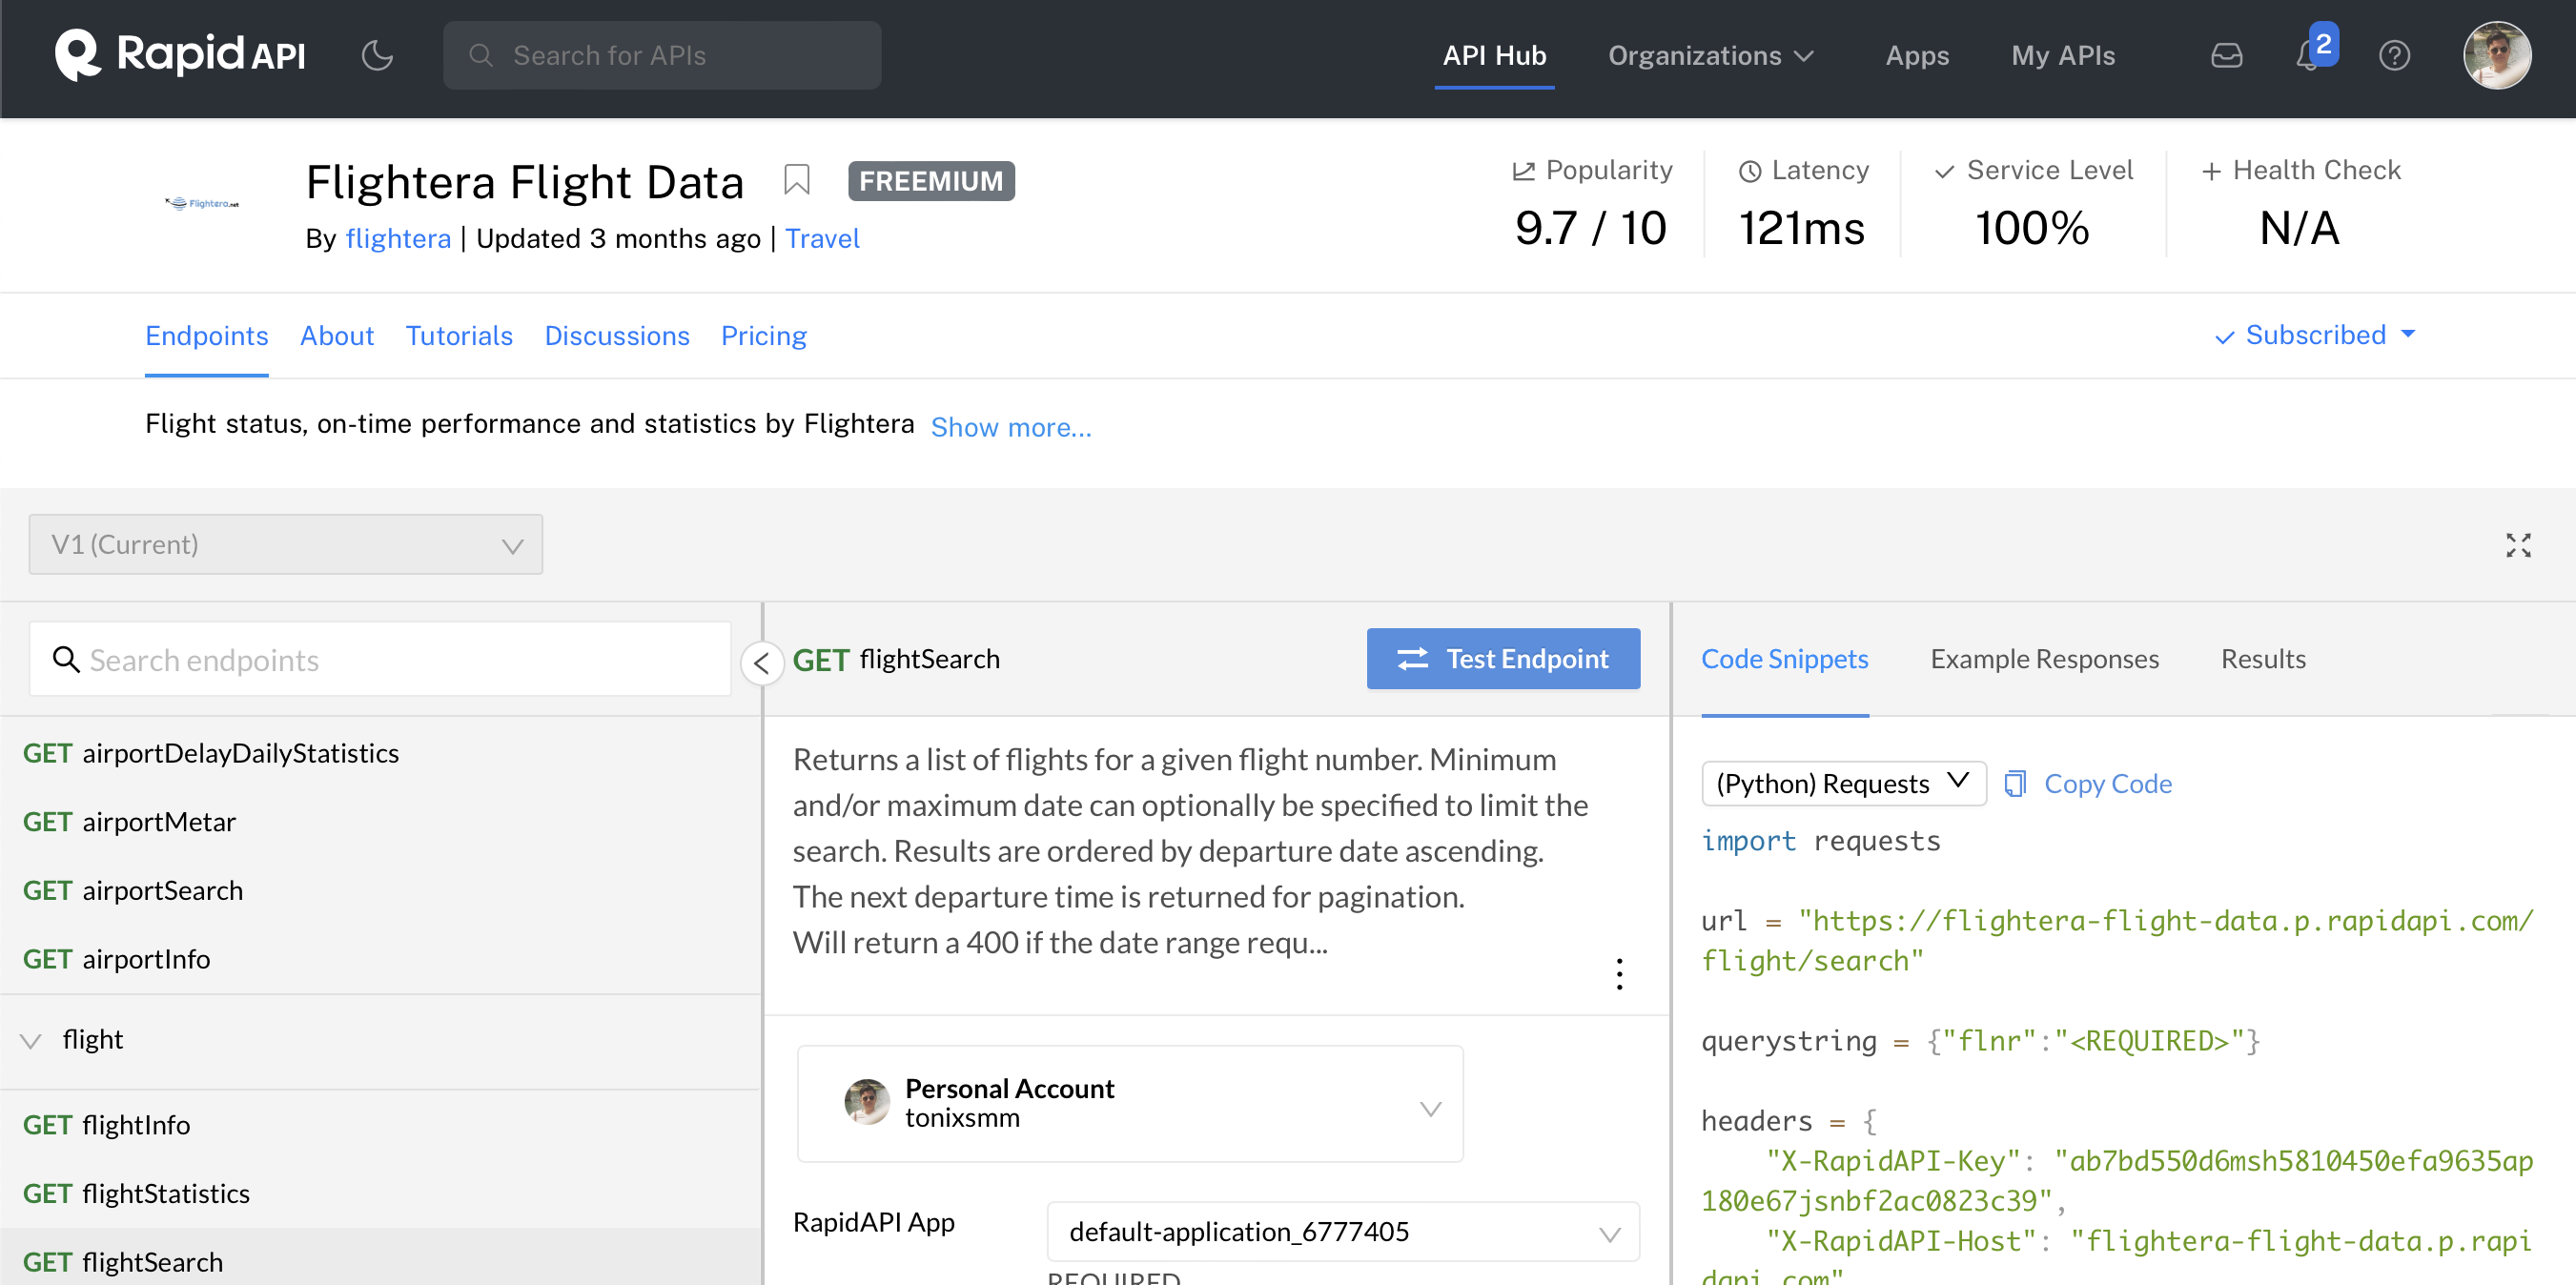 Rapid API
Search for APIs
API Hub
Organizations
Apps
My APIs
2
Flightera.net
Flightera Flight Data
FREEMIUM
By flightera | Updated 3 months ago | Travel
Popularity
9.7 / 10
Latency
121ms
Service Level
100%
Health Check
N/A
Endpoints
About
Tutorials
Discussions
Pricing
Subscribed
Flight status, on-time performance and statistics by Flightera Show more...
V1 (Current)
Search endpoints
GET airportDelayDailyStatistics
GET airportMetar
GET airportSearch
GET airportInfo
flight
GET flightInfo
GET flightStatistics
GET flightSearch
GET flightSearch
Test Endpoint
Returns a list of flights for a given flight number. Minimum
and/or maximum date can optionally be specified to limit the
search. Results are ordered by departure date ascending.
The next departure time is returned for pagination.
Will return a 400 if the date range requ...
Personal Account
tonixsmm
RapidAPI App
default-application_6777405
REQUIRED
Code Snippets
Example Responses
Results
(Python) Requests
Copy Code
import requests
url = "https://flightera-flight-data.p.rapidapi.com/
flight/search"
querystring = {"flnr":"<REQUIRED>"}
headers = {
"X-RapidAPI-Key": "ab7bd550d6msh5810450efa9635ap
180e67jsnbf2ac0823c39",
"X-RapidAPI-Host": "flightera-flight-data.p.rapi
dapi.com"